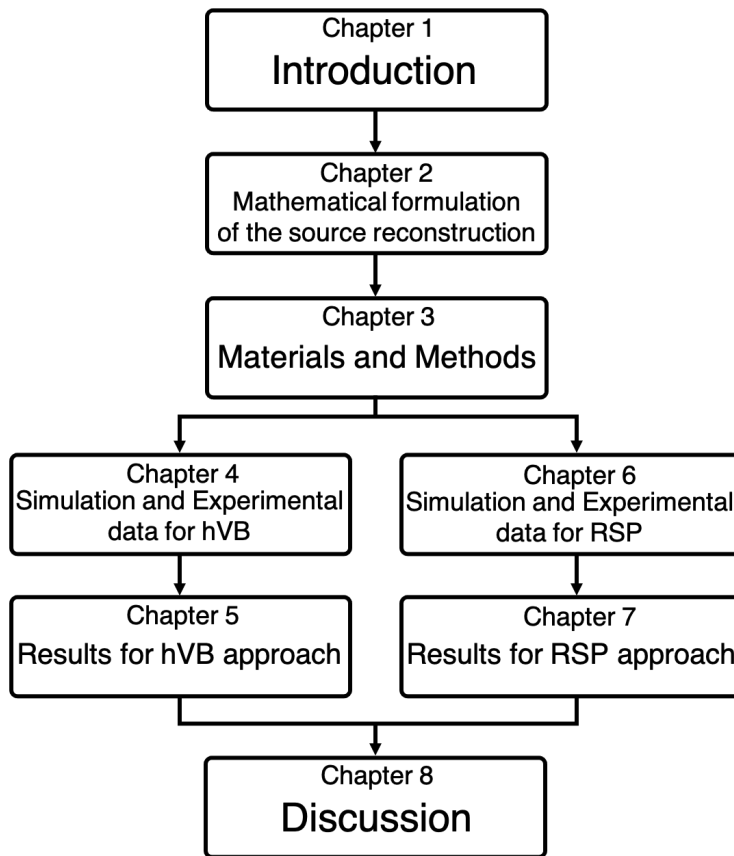 Chapter 1
Introduction
Chapter 2
Mathematical formulation
of the source reconstruction
Chapter 3
Materials and Methods
Chapter 4
Simulation and Experimental
data for hVB
Chapter 6
Simulation and Experimental
data for RSP
Chapter 5
Results for hVB approach
Chapter 7
Results for RSP approach
Chapter 8
Discussion